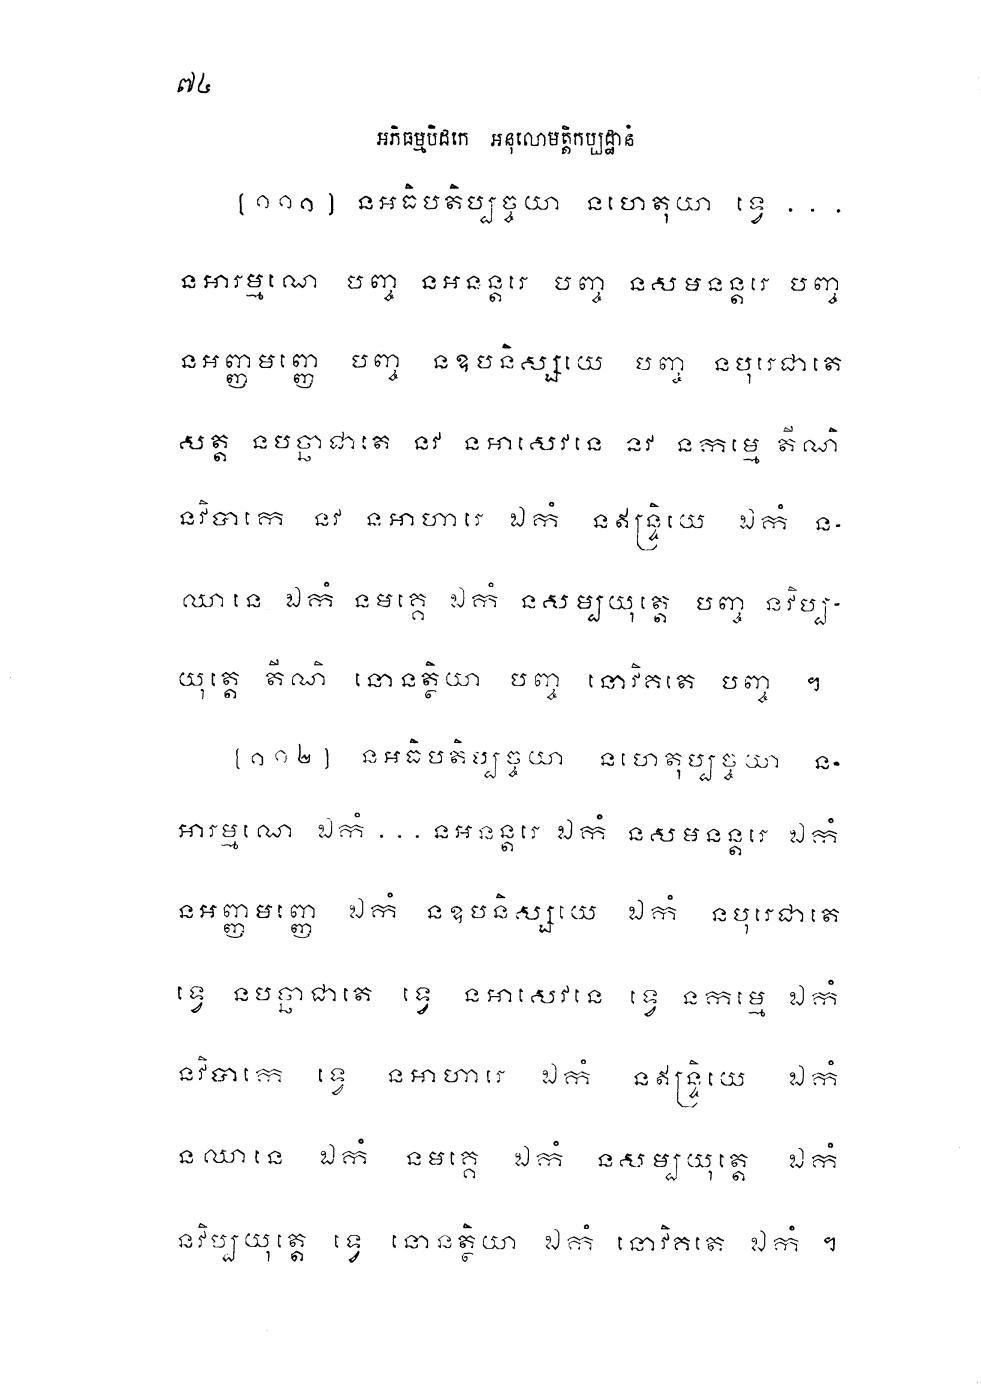 ៧៤
អភិធម្មបិដកេ អនុលោមត្តិកប្បដ្ឋានំ
[១១១] នអធិបតិប្បច្ចយា នហេតុយា ទ្វេ . . .
នអារម្មណេ បញ្ច នអនន្តរេ បញ្ច នសមនន្តរេ បញ្ច
នអញ្ញមញ្ញេ បញ្ច នឧបនិស្សយេ បញ្ច នបុរេជាតេ
សត្ត នបច្ឆាជាតេ នវ នអាសេវនេ នវ នកម្មេ តីណិ
នវិបាកេ នវ នអាហារេ ឯកំ នឥន្ទ្រិយេ ឯកំ ន-
ឈានេ ឯកំ នមគ្គេ ឯកំ នសម្បយុត្តេ បញ្ច នវិប្ប-
យុត្តេ តីណិ នោនត្ថិយា បញ្ច នោវិគតេ បញ្ច ។
[១១២] នអធិបតិប្បច្ចយា នហេតុប្បច្ចយា ន-
អារម្មណេ ឯកំ . . . នអនន្តរេ ឯកំ នសមនន្តរេ ឯកំ
នអញ្ញមញ្ញេ ឯកំ នឧបនិស្សយេ ឯកំ នបុរេជាតេ
ទ្វេ នបច្ឆាជាតេ ទ្វេ នអាសេវនេ ទ្វេ នកម្មេ ឯកំ
នវិបាកេ ទ្វេ នអាហារេ ឯកំ នឥន្ទ្រិយេ ឯកំ
នឈានេ ឯកំ នមគ្គេ ឯកំ នសម្បយុត្តេ ឯកំ
នវិប្បយុត្តេ ទ្វេ នោនត្ថិយា ឯកំ នោវិគតេ ឯកំ ។